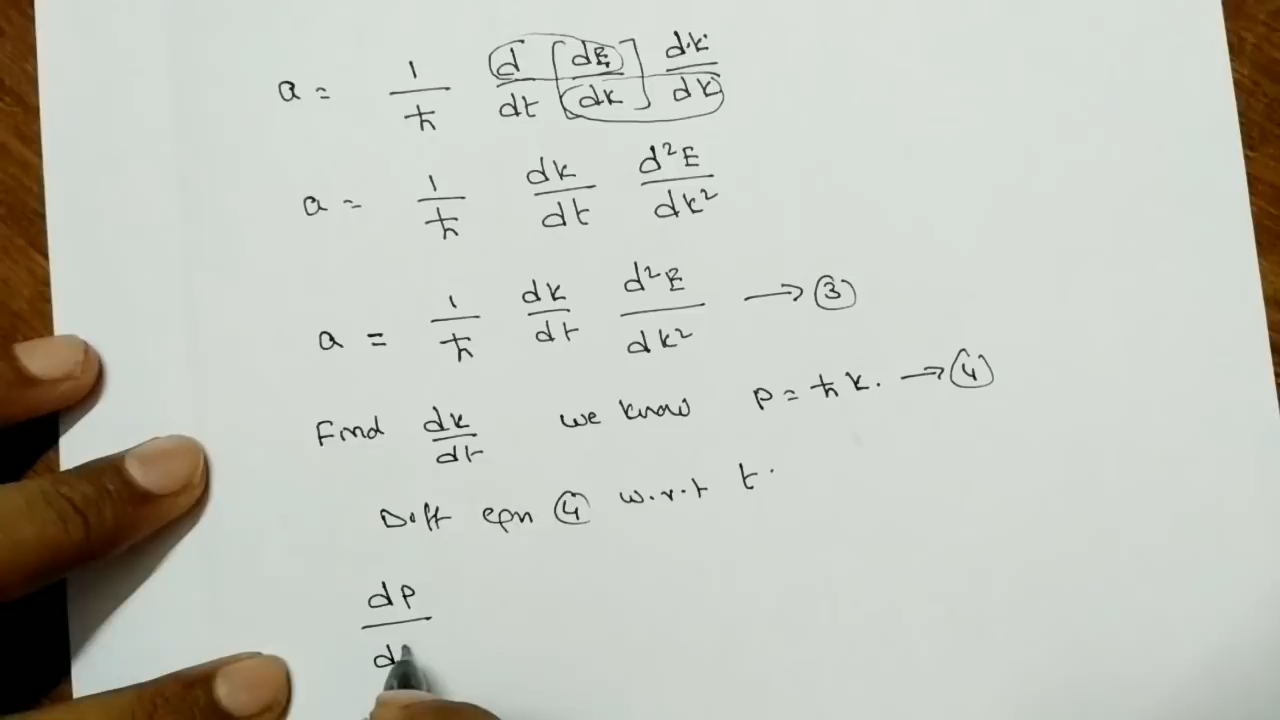 a = 1/ħ d/dt [dE/dk] dk/dk
a = 1/ħ dk/dt d²E/dk²
a = 1/ħ dk/dt d²E/dk² → ③
Find dk/dt we know p = ħk. → ④
Diff eqn ④ w.r.t t.
dp/d